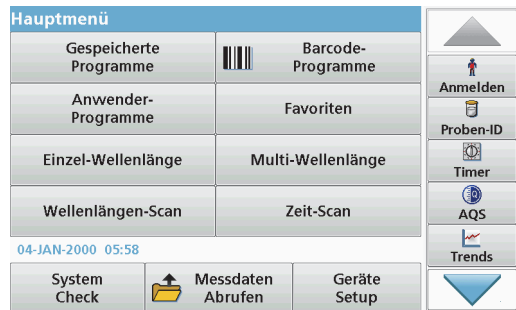 Hauptmenü
Gespeicherte
Programme
Barcode-
Programme
Anwender-
Programme
Favoriten
Einzel-Wellenlänge
Multi-Wellenlänge
Wellenlängen-Scan
Zeit-Scan
04-JAN-2000 05:58
System
Check
Messdaten
Abrufen
Geräte
Setup
Anmelden
Proben-ID
Timer
AQS
Trends